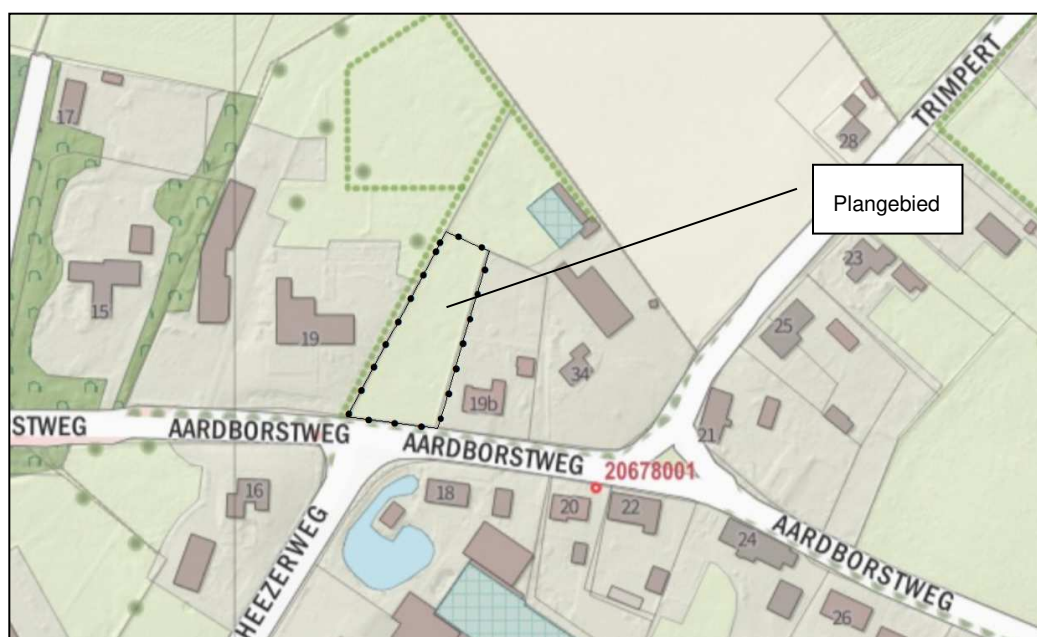 17
TRIMPERT
28
Plangebied
23
15
25
19
34
19b
21
STWEG
AARDBORSTWEG
AARDBORSTWEG
20678001
16
18
20
22
HEEZERWEG
24
AARDBORSTWEG
26